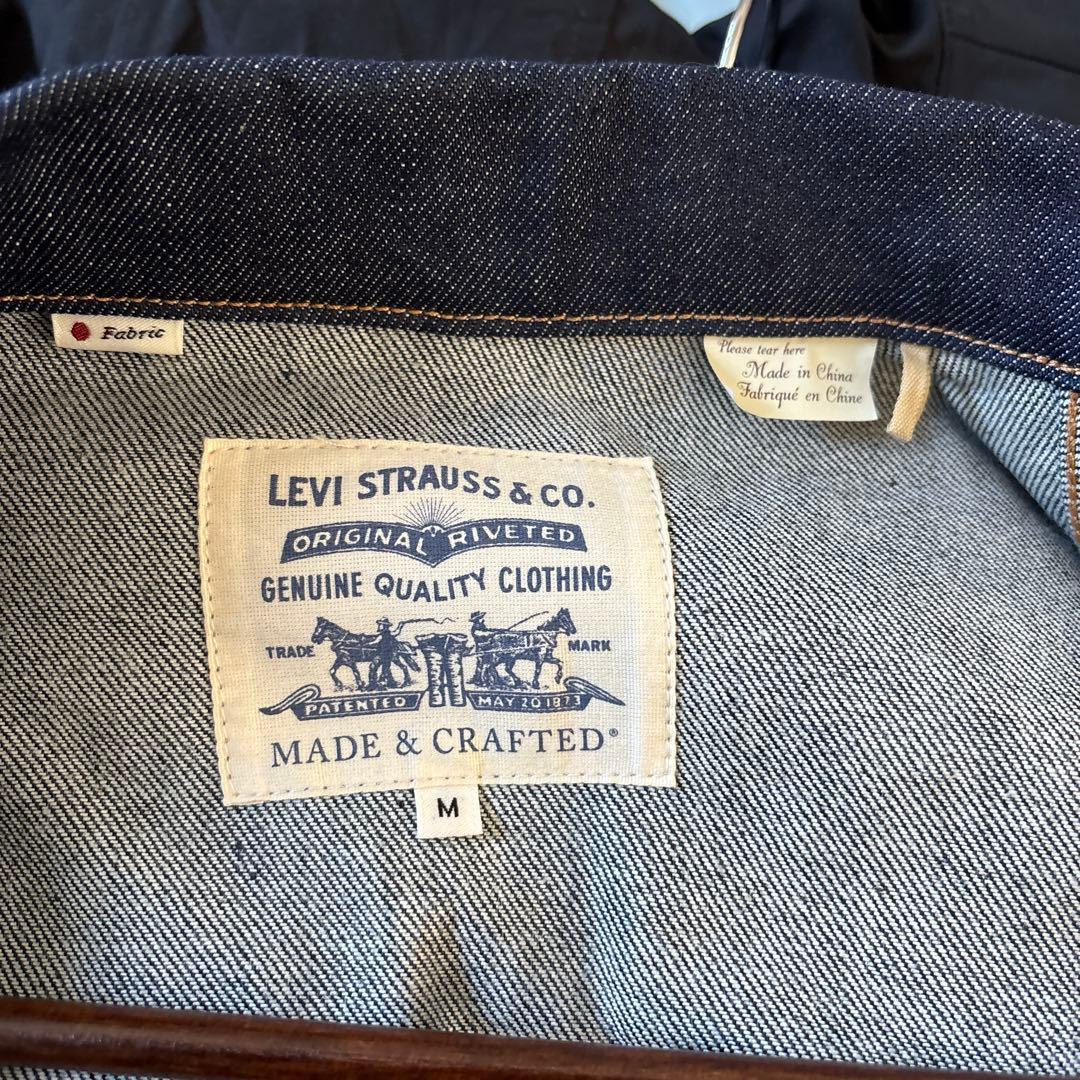 Fabric
Please tear here
Made in China
Fabriqué en Chine
LEVI STRAUSS & CO.
ORIGINAL RIVETED
GENUINE QUALITY CLOTHING
TRADE MARK
PATENTED MAY 20 1873
MADE & CRAFTED®
M